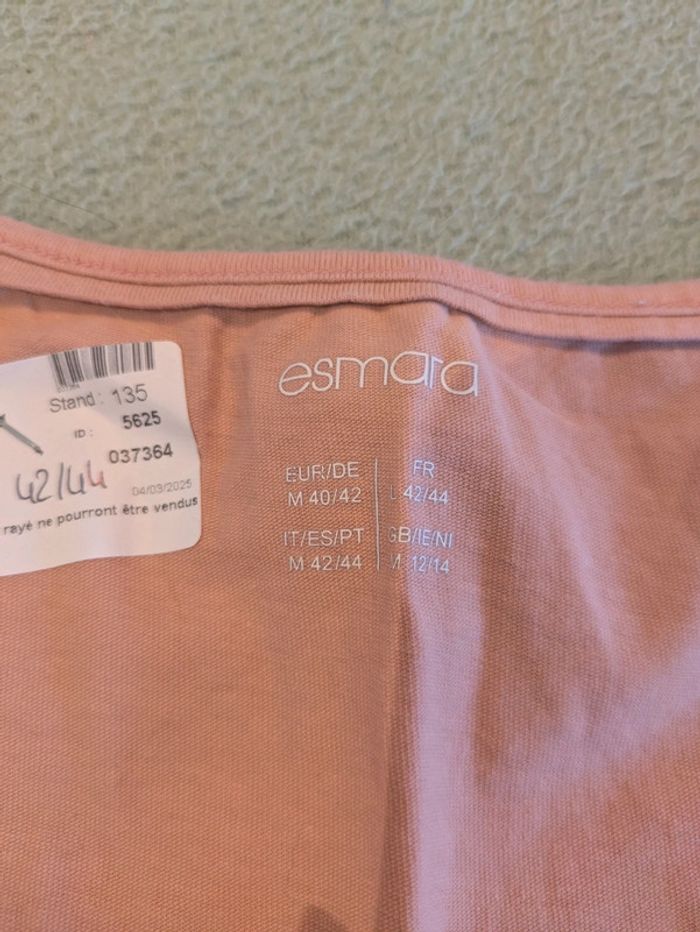 Stand : 135
ID : 5625
037364
42/44
04/03/2025
rayé ne pourront être vendus
esmara
EUR/DE FR
M 40/42 L 42/44
IT/ES/PT GB/IE/NI
M 42/44 M 12/14